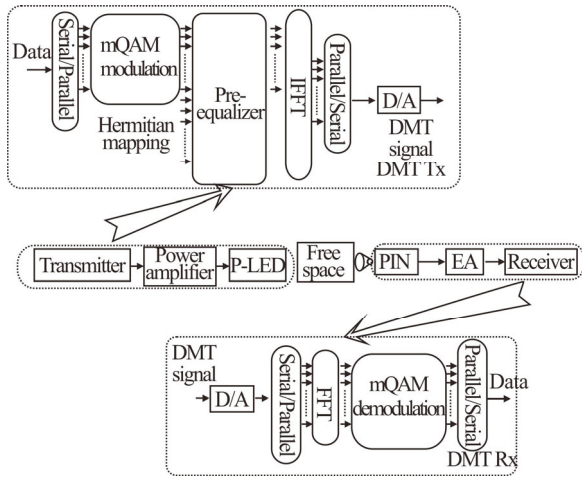 Data
Serial/Parallel
mQAM
modulation
Hermitian
mapping
Pre-
equalizer
IFFT
Parallel/Serial
D/A
DMT
signal
DMT Tx
Transmitter
Power
amplifier
P-LED
Free
space
PIN
EA
Receiver
DMT
signal
D/A
Serial/Parallel
FFT
mQAM
demodulation
Parallel/Serial
Data
DMT Rx